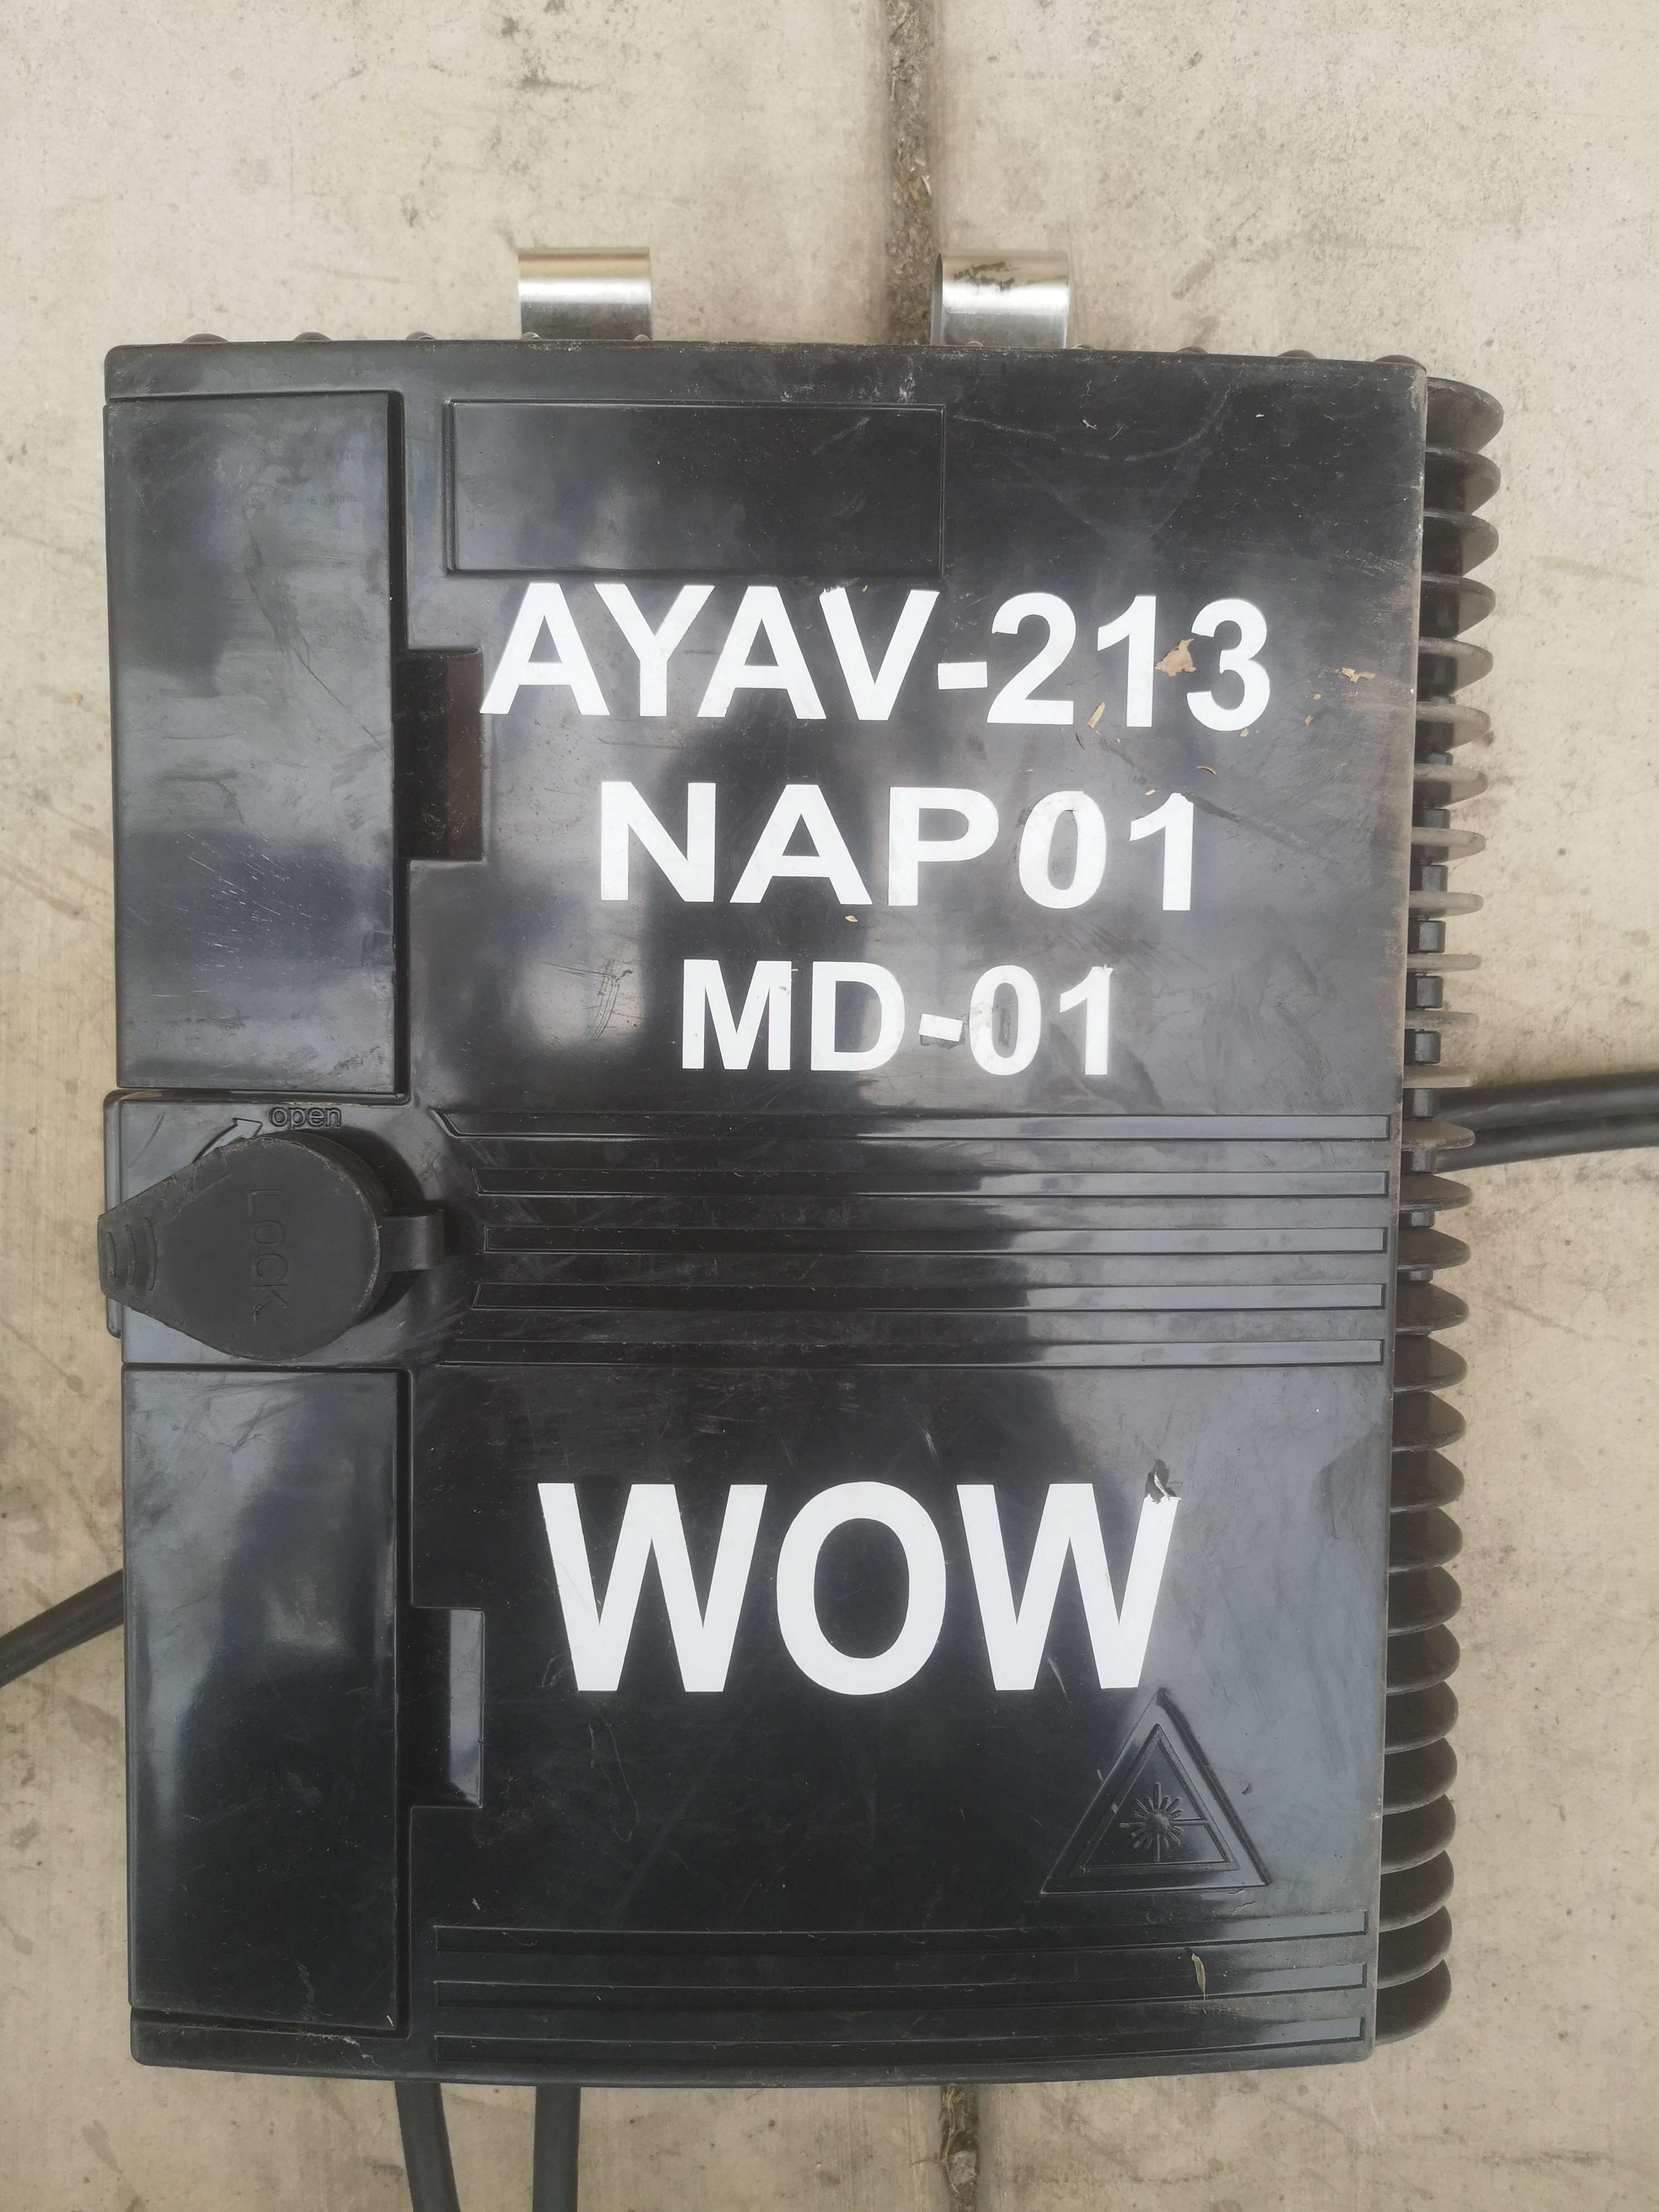 AYAV-213
NAP01
MD-01
open
LOCK
WOW